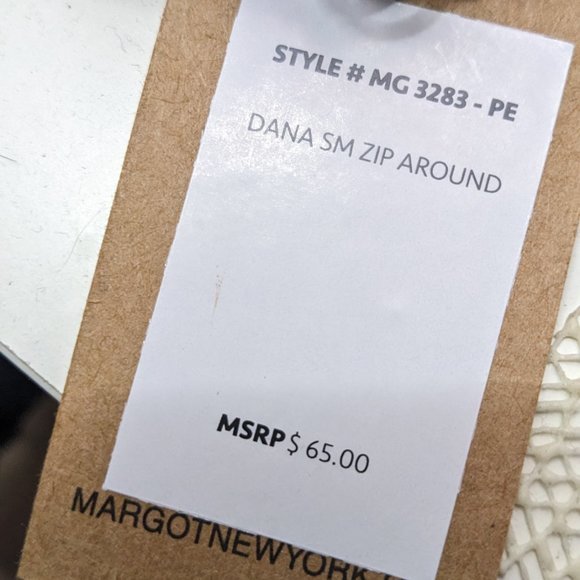 STYLE # MG 3283 - PE
DANA SM ZIP AROUND
MSRP $ 65.00
MARGOTNEWYORK.